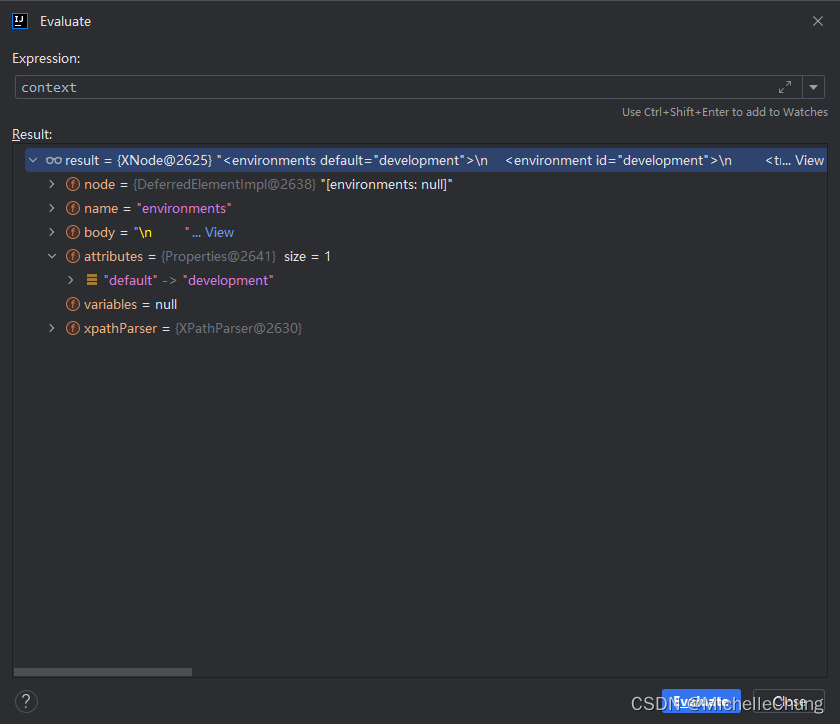 IJ Evaluate
Expression:
context
Use Ctrl+Shift+Enter to add to Watches
Result:
result = {XNode@2625} "<environments default="development">\n    <environment id="development">\n        <t... View
f node = {DeferredElementImpl@2638} "[environments: null]"
f name = "environments"
f body = "\n        "... View
f attributes = {Properties@2641} size = 1
"default" -> "development"
f variables = null
f xpathParser = {XPathParser@2630}
? Evaluate Close
CSDN @MichelleChung